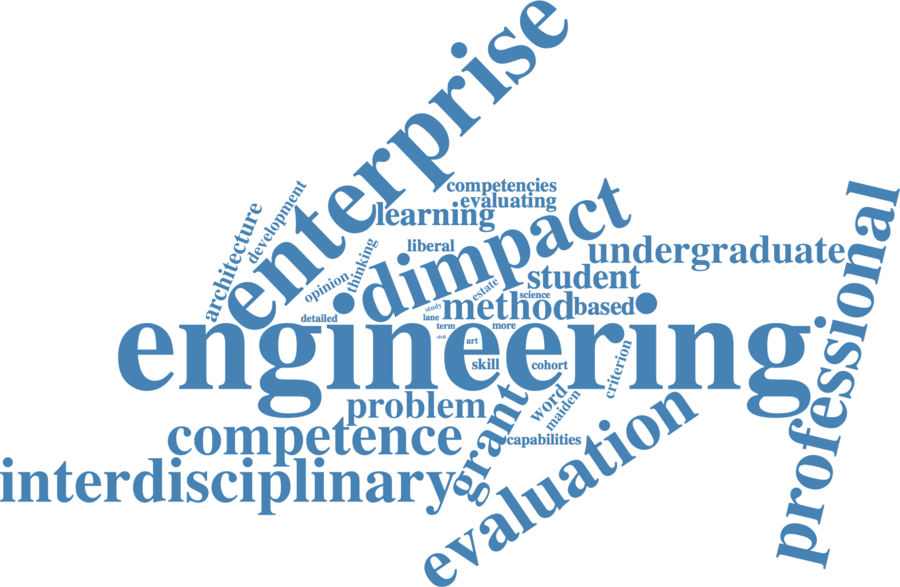 enterprise
competencies
evaluating
learning
development
architecture
dimpact
liberal
thinking
undergraduate
professional
student
opinion
estate
science
method
based
study
lane
detailed
term
more
engineering
civil
art
skill
cohort
criterion
problem
grant
word
maiden
competence
capabilities
evaluation
interdisciplinary